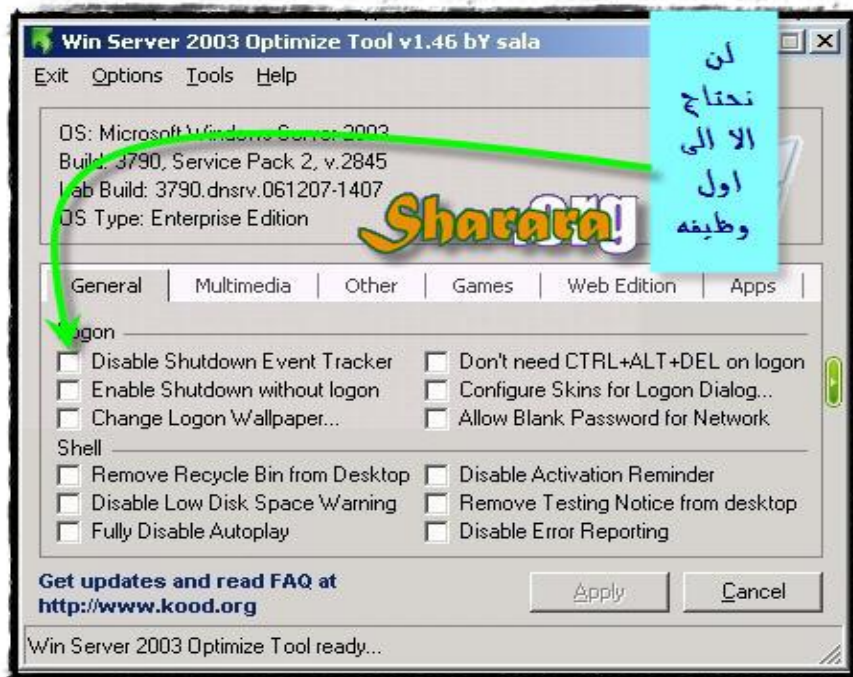 Win Server 2003 Optimize Tool v1.46 bY sala
Exit Options Tools Help
لن
نحتاج
الا الى
اول
وظيفه
OS: Microsoft Windows Server 2003
Build: 3790, Service Pack 2, v.2845
Lab Build: 3790.dnsrv.061207-1407
OS Type: Enterprise Edition
Sharara.org
General Multimedia Other Games Web Edition Apps
Logon
Disable Shutdown Event Tracker Don't need CTRL+ALT+DEL on logon
Enable Shutdown without logon Configure Skins for Logon Dialog...
Change Logon Wallpaper... Allow Blank Password for Network
Shell
Remove Recycle Bin from Desktop Disable Activation Reminder
Disable Low Disk Space Warning Remove Testing Notice from desktop
Fully Disable Autoplay Disable Error Reporting
Get updates and read FAQ at
http://www.kood.org
Apply Cancel
Win Server 2003 Optimize Tool ready...